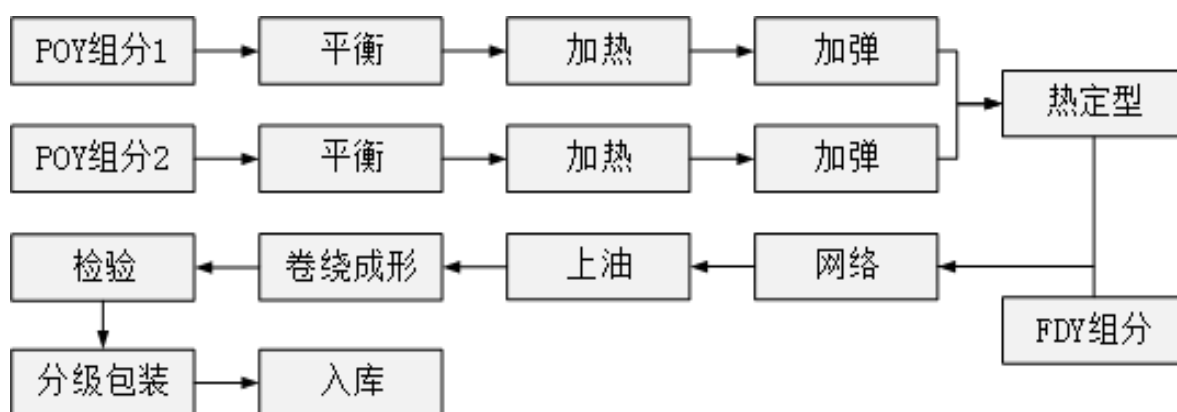 POY组分1
平衡
加热
加弹
热定型
POY组分2
平衡
加热
加弹
检验
卷绕成形
上油
网络
FDY组分
分级包装
入库